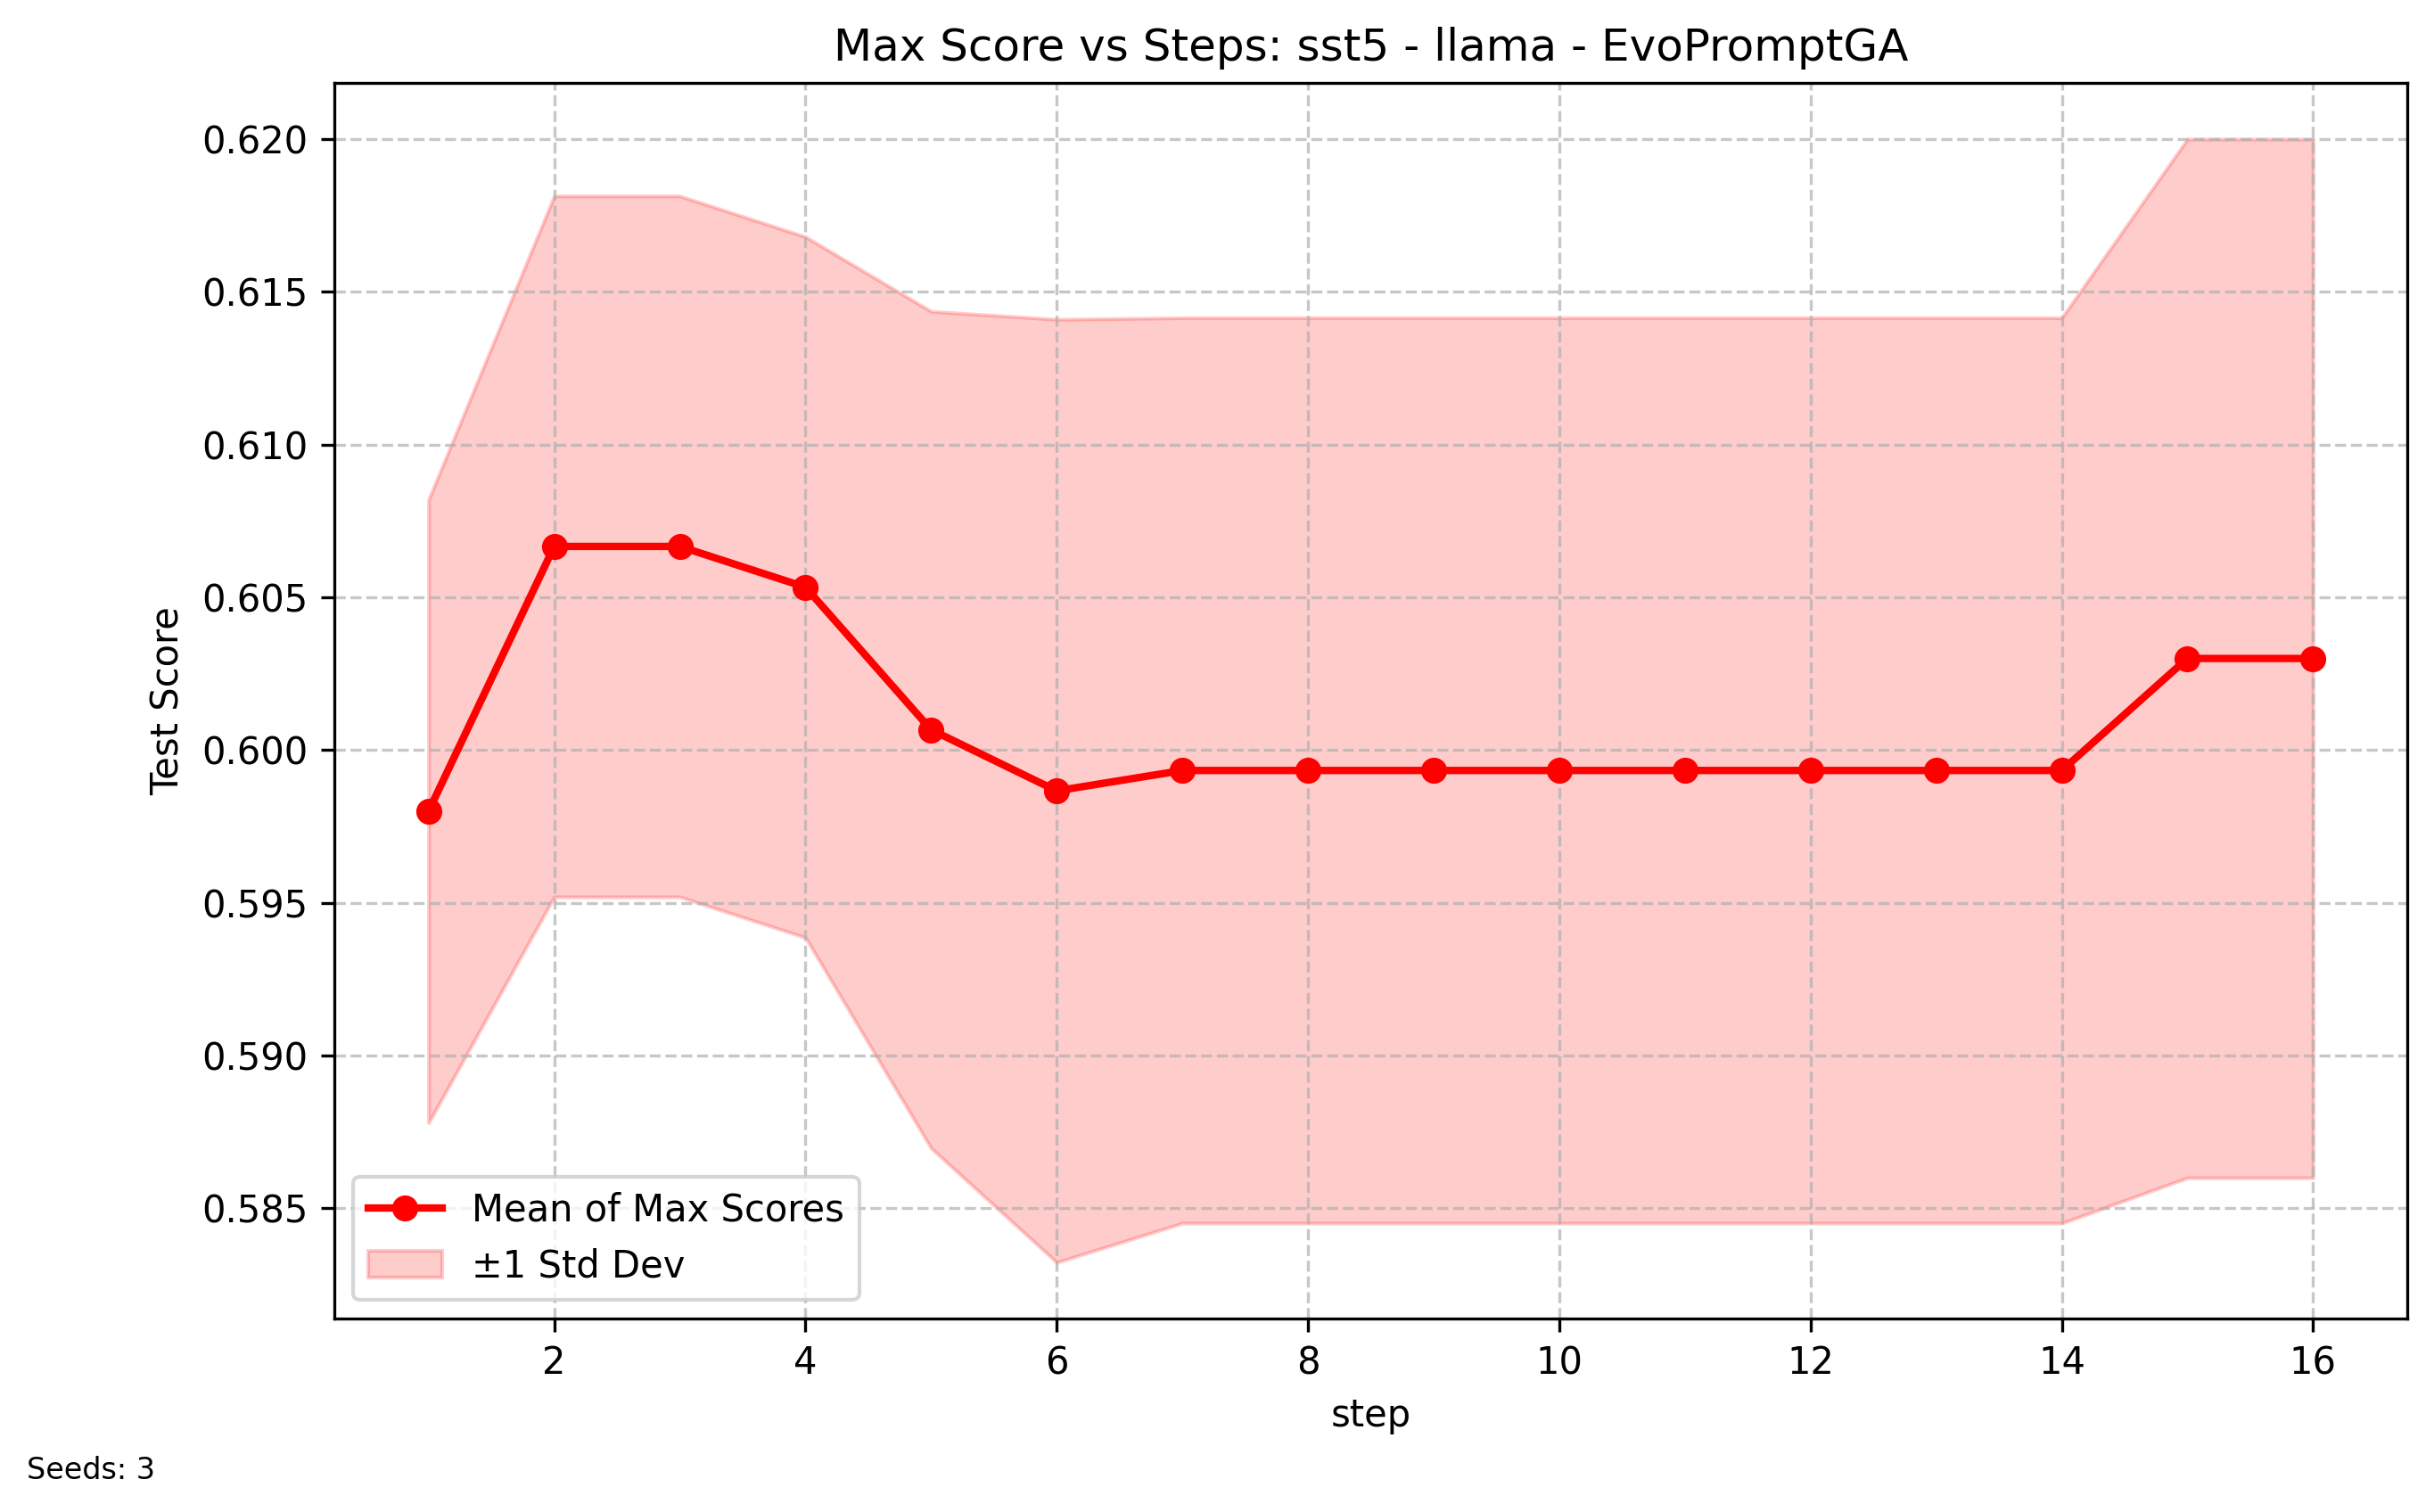 Max Score vs Steps: sst5 - llama - EvoPromptGA
0.620
0.615
0.610
0.605
0.600
0.595
0.590
0.585
Test Score
Mean of Max Scores
±1 Std Dev
2 4 6 8 10 12 14 16
step
Seeds: 3